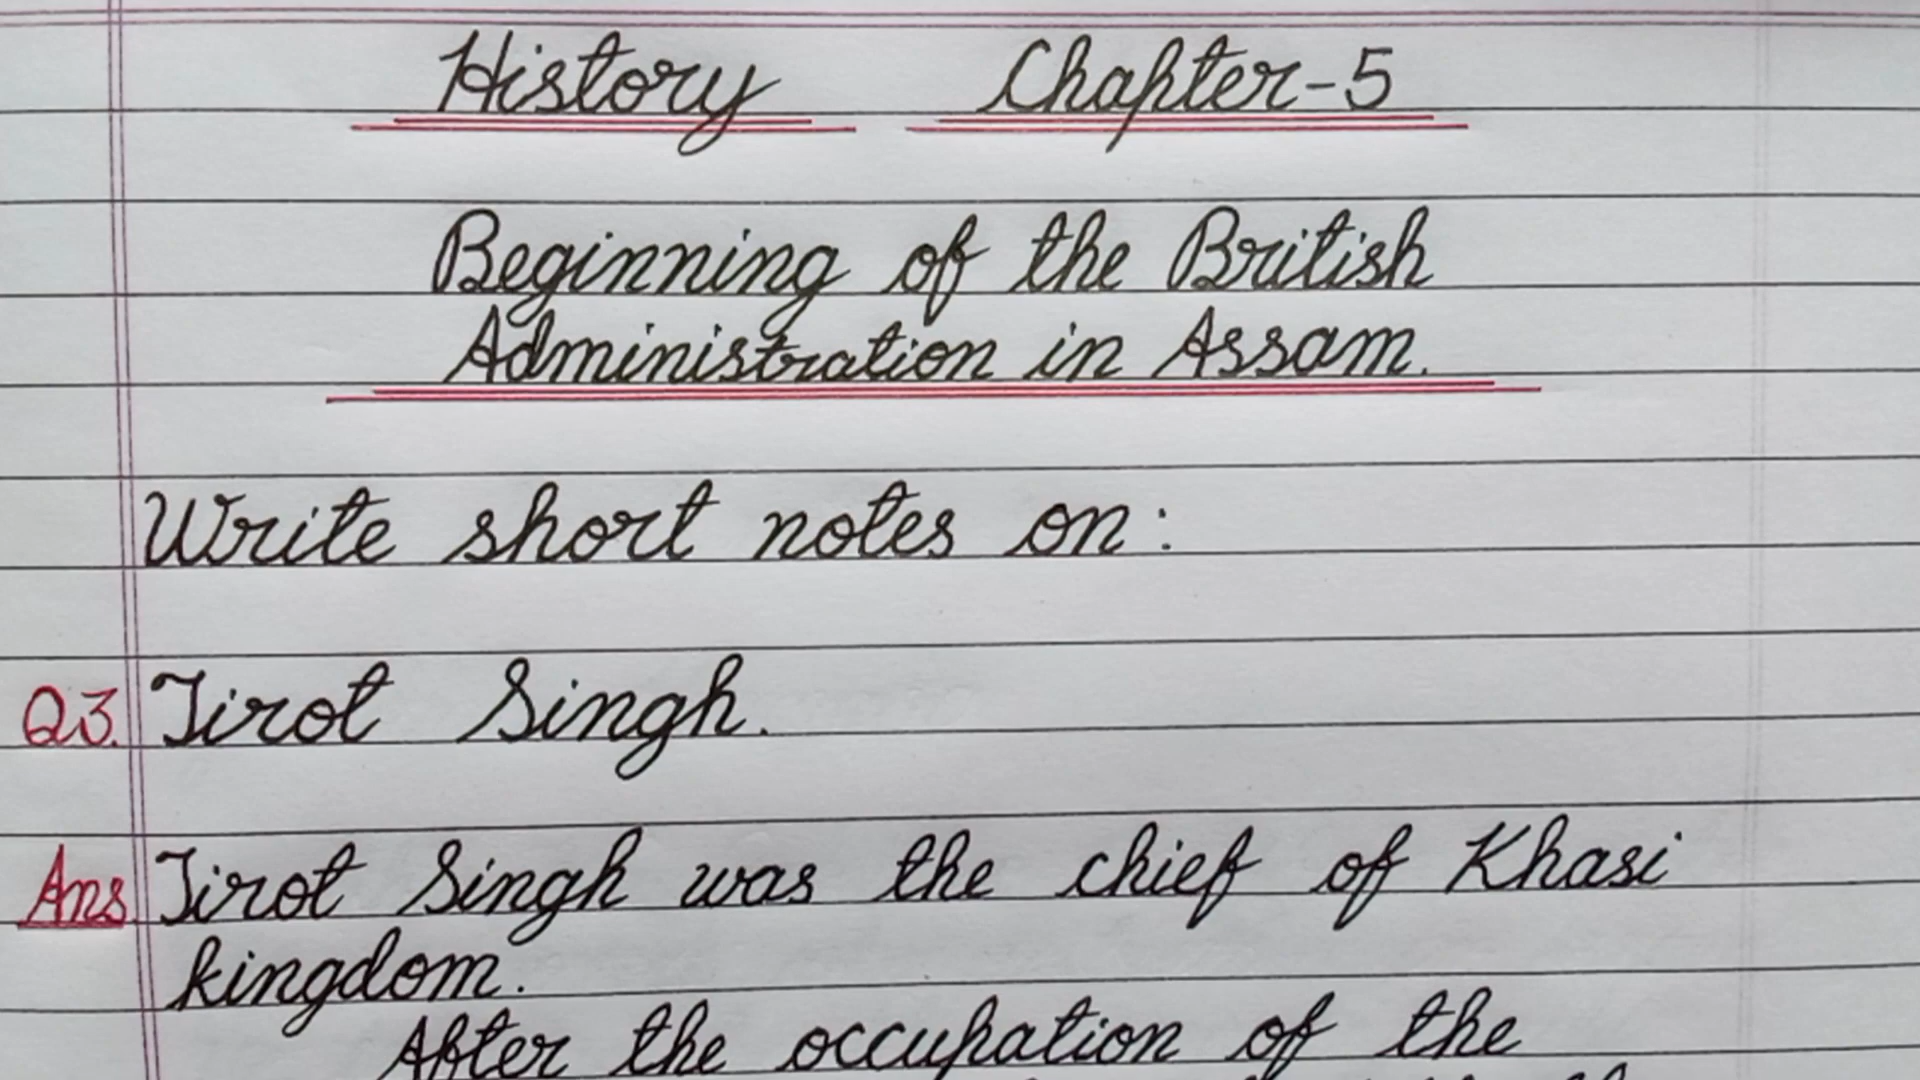 History Chapter-5
Beginning of the British
Administration in Assam.
Write short notes on:
Q3. Tirot Singh.
Ans. Tirot Singh was the chief of Khasi
kingdom.
After the occupation of the